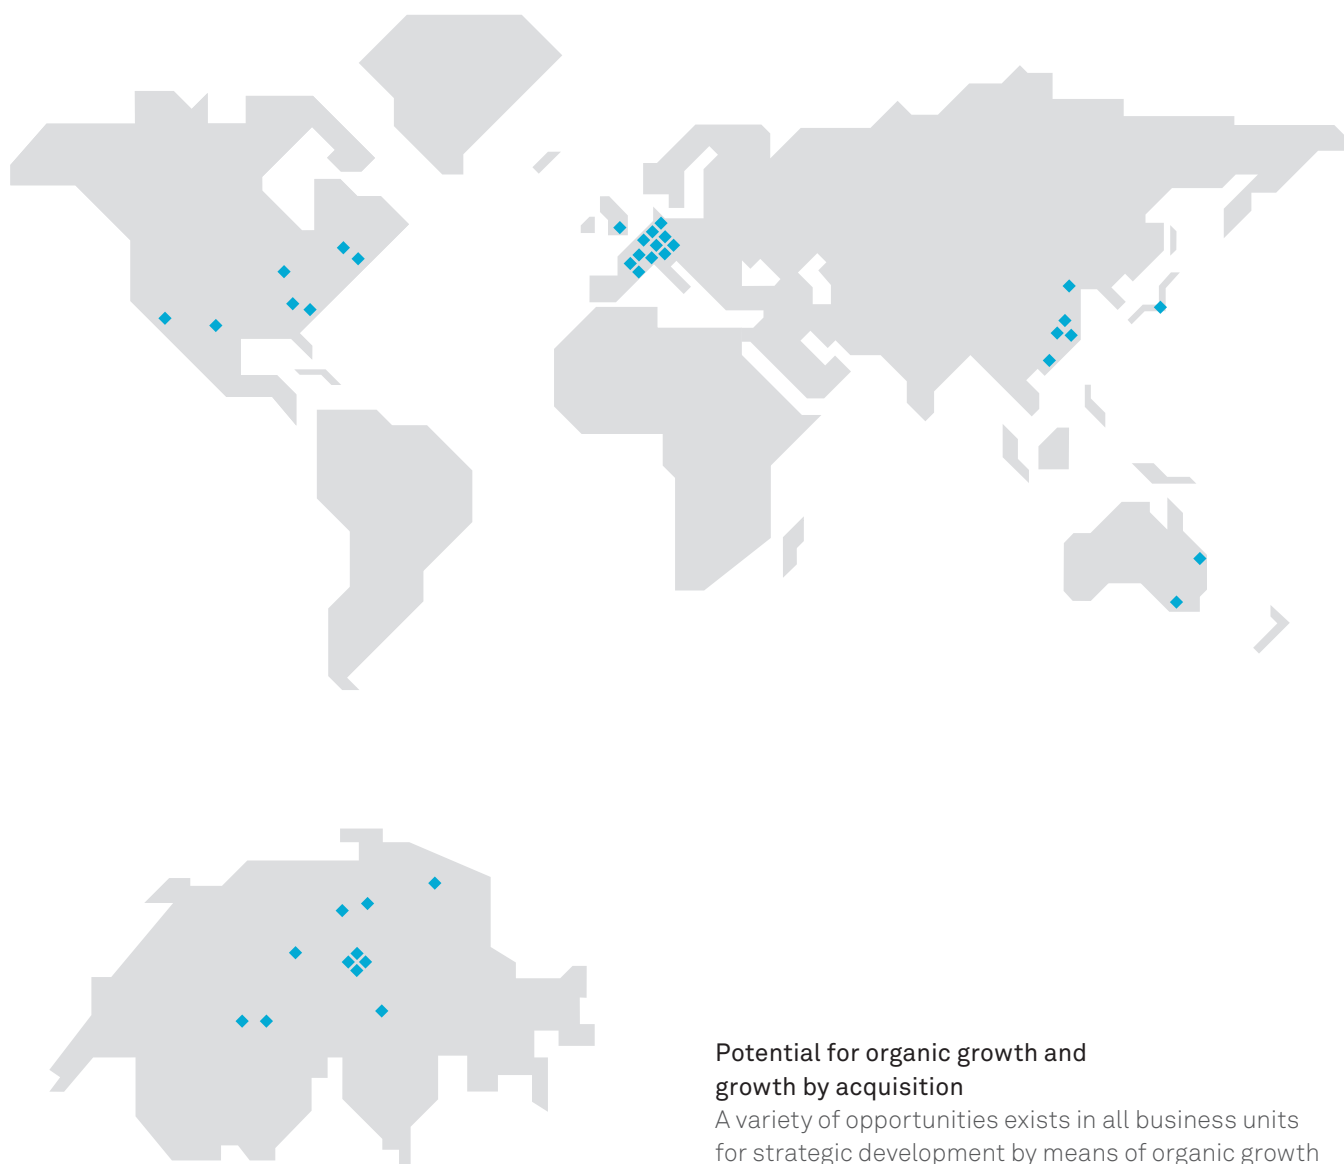 Potential for organic growth and
growth by acquisition
A variety of opportunities exists in all business units
for strategic development by means of organic growth